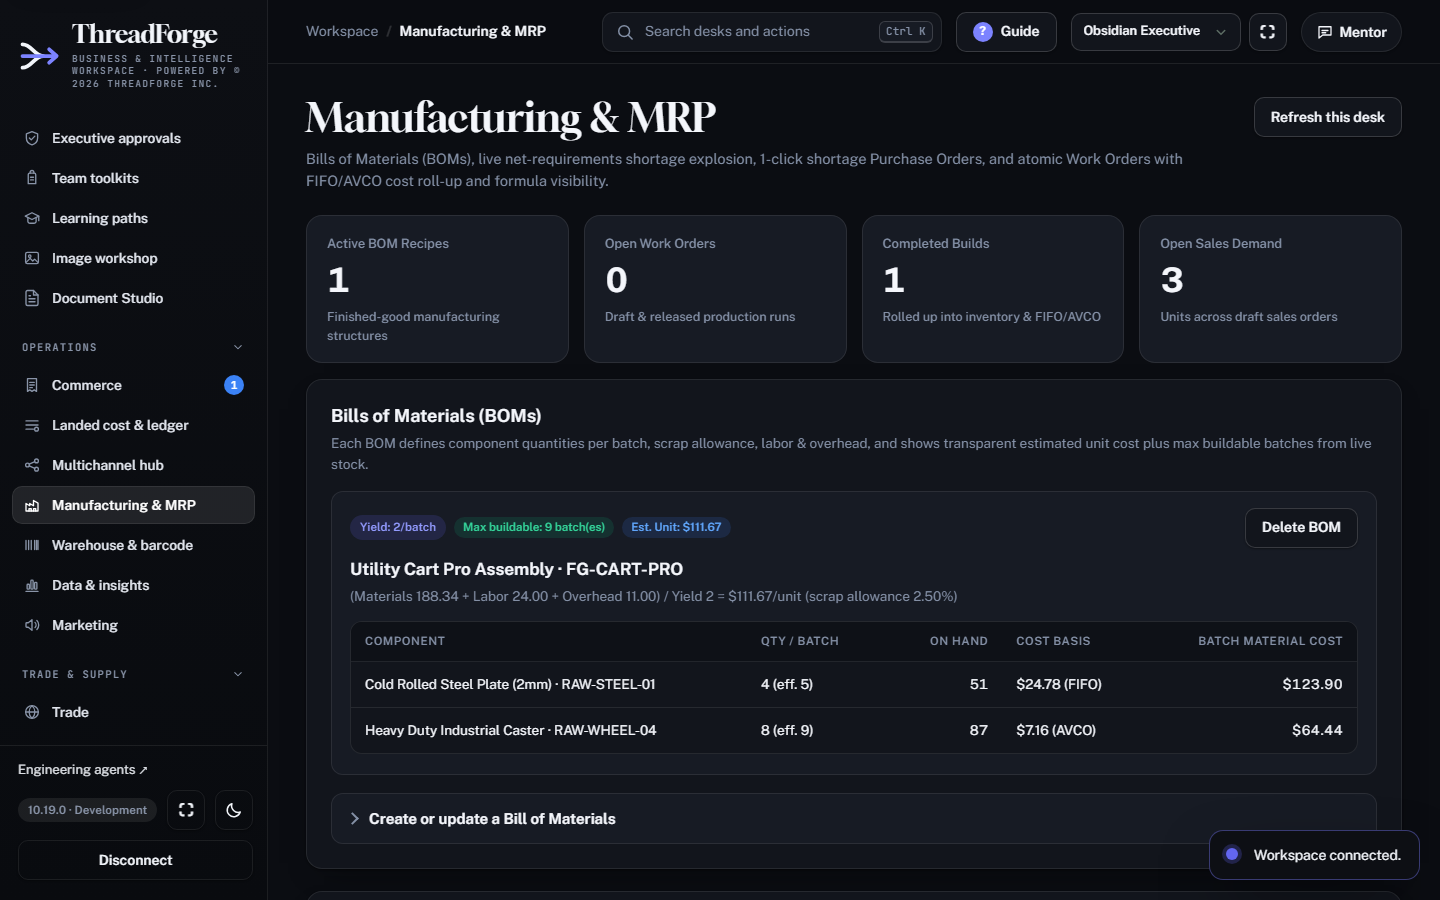 ThreadForge
BUSINESS & INTELLIGENCE
WORKSPACE · POWERED BY ©
2026 THREADFORGE INC.
Executive approvals
Team toolkits
Learning paths
Image workshop
Document Studio
OPERATIONS
Commerce 1
Landed cost & ledger
Multichannel hub
Manufacturing & MRP
Warehouse & barcode
Data & insights
Marketing
TRADE & SUPPLY
Trade
Engineering agents ↗
10.19.0 · Development
Disconnect
Workspace / Manufacturing & MRP
Search desks and actions Ctrl K
? Guide
Obsidian Executive
Mentor
Manufacturing & MRP
Refresh this desk
Bills of Materials (BOMs), live net-requirements shortage explosion, 1-click shortage Purchase Orders, and atomic Work Orders with
FIFO/AVCO cost roll-up and formula visibility.
Active BOM Recipes
1
Finished-good manufacturing
structures
Open Work Orders
0
Draft & released production runs
Completed Builds
1
Rolled up into inventory & FIFO/AVCO
Open Sales Demand
3
Units across draft sales orders
Bills of Materials (BOMs)
Each BOM defines component quantities per batch, scrap allowance, labor & overhead, and shows transparent estimated unit cost plus max buildable batches from live
stock.
Yield: 2/batch Max buildable: 9 batch(es) Est. Unit: $111.67
Delete BOM
Utility Cart Pro Assembly · FG-CART-PRO
(Materials 188.34 + Labor 24.00 + Overhead 11.00) / Yield 2 = $111.67/unit (scrap allowance 2.50%)
COMPONENT QTY / BATCH ON HAND COST BASIS BATCH MATERIAL COST
Cold Rolled Steel Plate (2mm) · RAW-STEEL-01 4 (eff. 5) 51 $24.78 (FIFO) $123.90
Heavy Duty Industrial Caster · RAW-WHEEL-04 8 (eff. 9) 87 $7.16 (AVCO) $64.44
Create or update a Bill of Materials
Workspace connected.